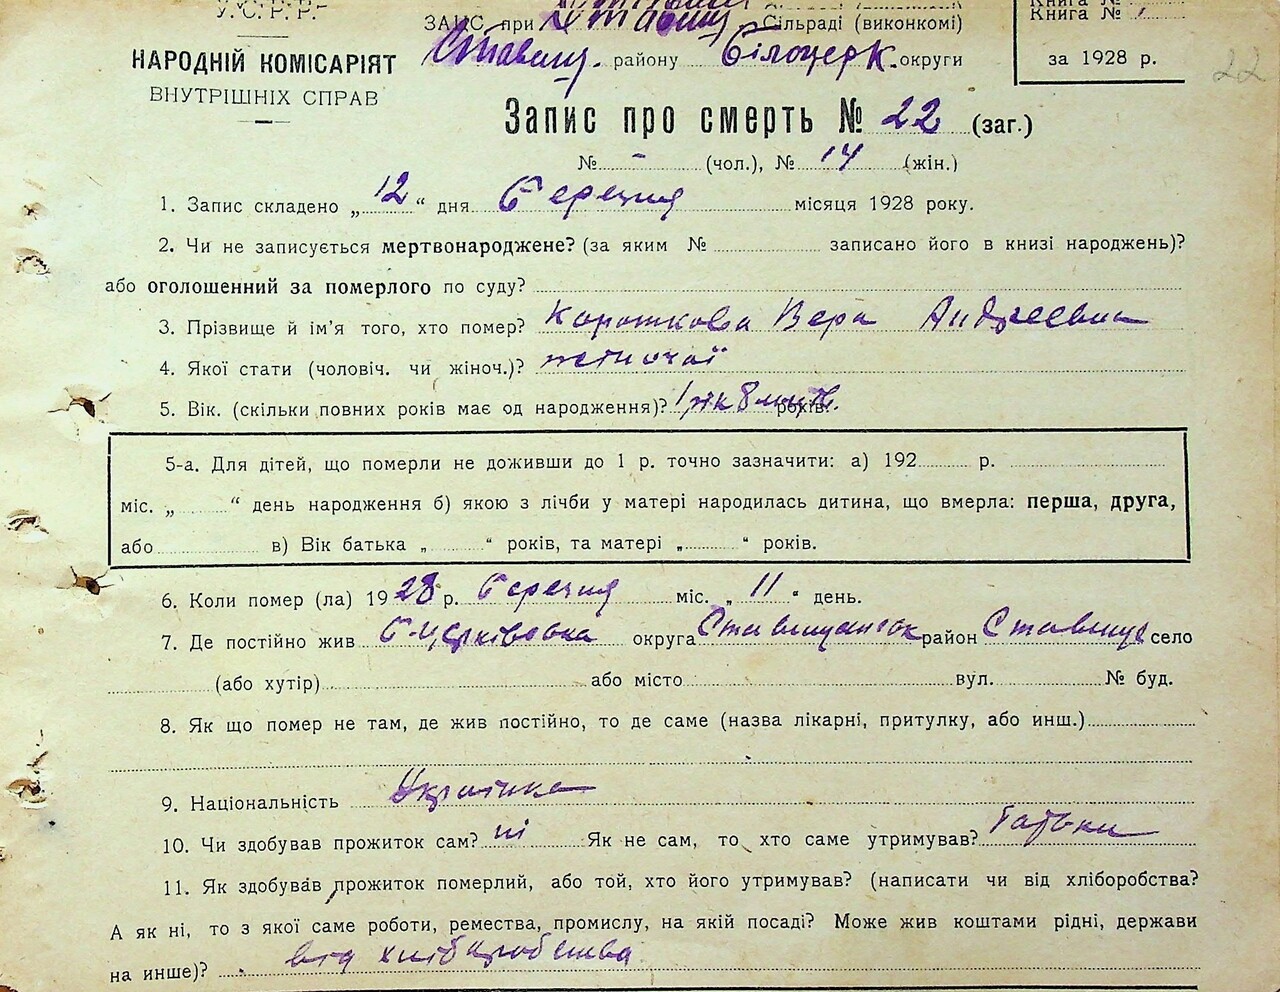 У.С.Р.Р.
ЗАПИС при Ставищ. Сільраді (виконкомі)
Книга №
НАРОДНІЙ КОМІСАРІЯТ
Ставищ. району Білоцерк. округи
за 1928 р.
22
ВНУТРІШНІХ СПРАВ
Запис про смерть № 22 (заг.)
№ - (чол.), № 14 (жін.)
1. Запис складено „12“ дня Березня місяця 1928 року.
2. Чи не записується мертвонароджене? (за яким № записано його в книзі народжень)?
або оголошенний за померлого по суду?
3. Прізвище й ім'я того, хто помер? Короткова Вера Андреевна
4. Якої стати (чоловіч. чи жіноч.)? жіночої
5. Вік. (скільки повних років має од народження)? 1 рік 8 міс. років.
5-а. Для дітей, що померли не доживши до 1 р. точно зазначити: а) 192 р.
міс. „ “ день народження б) якою з лічби у матері народилась дитина, що вмерла: перша, друга,
або в) Вік батька „ “ років, та матері „ “ років.
6. Коли помер (ла) 1928 р. березня міс. „11“ день.
7. Де постійно жив Б-Церківська округа Ставищанськ район Ставище село
(або хутір) або місто вул. № буд.
8. Як що помер не там, де жив постійно, то де саме (назва лікарні, притулку, або инш.)
9. Національність Українка
10. Чи здобував прожиток сам? ні Як не сам, то хто саме утримував? батьки
11. Як здобував прожиток померлий, або той, хто його утримував? (написати чи від хліборобства?
А як ні, то з якої саме роботи, ремества, промислу, на якій посаді? Може жив коштами рідні, держави
на инше)? від хліборобства